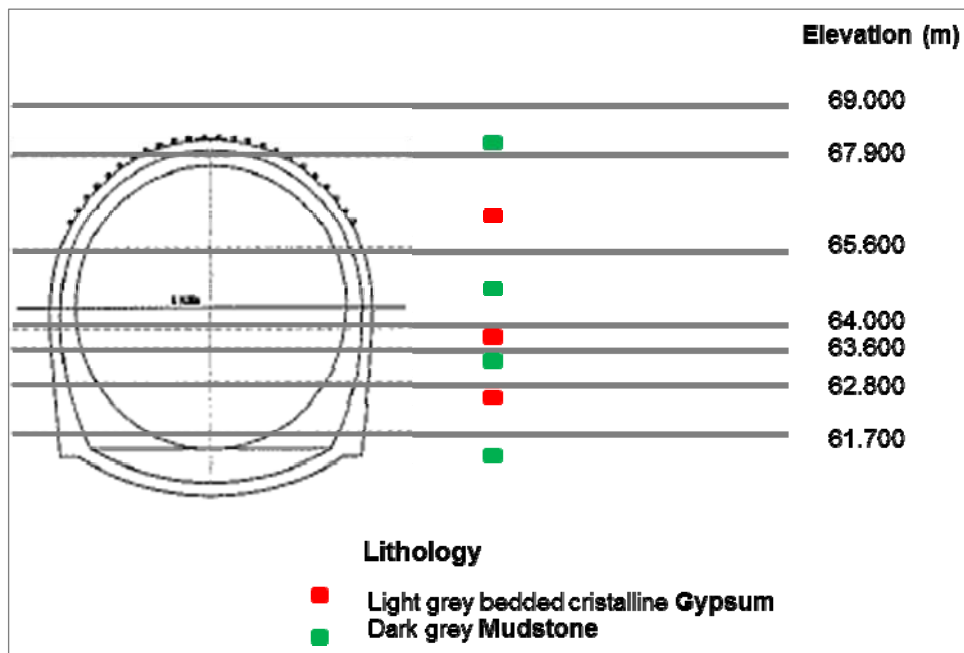 Elevation (m)
69.000
67.900
65.600
64.000
63.600
62.800
61.700
Lithology
Light grey bedded cristalline Gypsum
Dark grey Mudstone